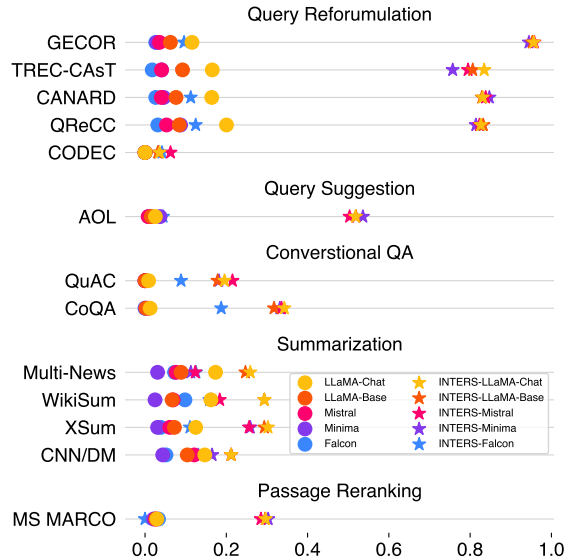 Query Reforumulation
GECOR
TREC-CAsT
CANARD
QReCC
CODEC
Query Suggestion
AOL
Converstional QA
QuAC
CoQA
Summarization
Multi-News
WikiSum
XSum
CNN/DM
LLaMA-Chat
LLaMA-Base
Mistral
Minima
Falcon
INTERS-LLaMA-Chat
INTERS-LLaMA-Base
INTERS-Mistral
INTERS-Minima
INTERS-Falcon
Passage Reranking
MS MARCO
0.0 0.2 0.4 0.6 0.8 1.0